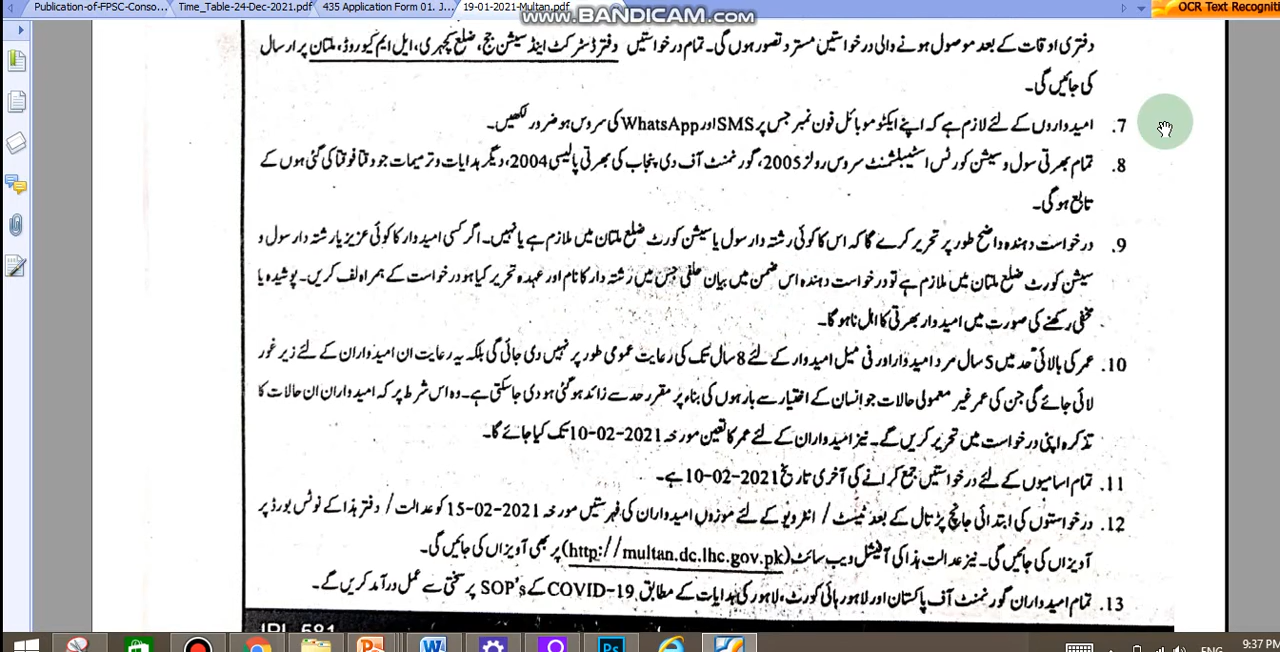 Publication-of-FPSC-Conso...
Time_Table-24-Dec-2021.pdf
435 Application Form 01. J...
19-01-2021-Multan.pdf
OCR Text Recogniti
www.BANDICAM.com
دفتری اوقات کے بعد موصول ہونے والی درخواستیں مسترد تصور ہوں گی۔ تمام درخواستیں دفتر ڈسٹرکٹ اینڈ سیشن جج، ضلع کچہری، ایل ایم کیو روڈ، ملتان پر ارسال
کی جائیں گی۔
7. امیدواروں کے لئے لازم ہے کہ اپنے ایکٹو موبائل فون نمبر جس پر SMS اور WhatsApp کی سروس ہو ضرور لکھیں۔
8. تمام بھرتی سول و سیشن کورٹس اسٹیبلشمنٹ سروس رولز 2005، گورنمنٹ آف دی پنجاب کی بھرتی پالیسی 2004، دیگر ہدایات و ترمیمات جو وقتاً فوقتاً کی گئی ہوں کے
تابع ہو گی۔
9. درخواست دہندہ واضح طور پر تحریر کرے گا کہ اس کا کوئی رشتہ دار سول یا سیشن کورٹ ضلع ملتان میں ملازم ہے یا نہیں۔ اگر کسی امیدوار کا کوئی عزیز یا رشتہ دار سول و
سیشن کورٹ ضلع ملتان میں ملازم ہے تو درخواست دہندہ اس ضمن میں بیان حلفی جس میں رشتہ دار کا نام اور عہدہ تحریر کیا ہو درخواست کے ہمراہ لف کریں۔ پوشیدہ یا
مخفی رکھنے کی صورت میں امیدوار بھرتی کا اہل نا ہو گا۔
10. عمر کی بالائی حد میں 5 سال مرد امیدوار اور فی میل امیدوار کے لئے 8 سال تک کی رعایت عمومی طور پر نہیں دی جائی گی بلکہ یہ رعایت ان امیدواران کے لئے زیر غور
لائی جائے گی جن کی عمر غیر معمولی حالات جو انسان کے اختیار سے باہر ہوں کی بناء پر مقرر حد سے زائد ہو گئی ہو دی جاسکتی ہے۔ وہ اس شرط پر کہ امیدواران ان حالات کا
تذکرہ اپنی درخواست میں تحریر کریں گے۔ نیز امیدواران کے لئے عمر کا تعین مورخہ 10-02-2021 تک کیا جائے گا۔
11. تمام اسامیوں کے لئے درخواستیں جمع کرانے کی آخری تاریخ 10-02-2021 ہے۔
12. درخواستوں کی ابتدائی جانچ پڑتال کے بعد ٹیسٹ / انٹرویو کے لئے موزوں امیدواران کی فہرستیں مورخہ 15-02-2021 کو عدالت / دفتر ہذا کے نوٹس بورڈ پر
آویزاں کی جائیں گی۔ نیز عدالت ہذا کی آفیشل ویب سائٹ (http://multan.dc.lhc.gov.pk) پر بھی آویزاں کی جائیں گی۔
13. تمام امیدواران گورنمنٹ آف پاکستان اور لاہور ہائی کورٹ، لاہور کی ہدایات کے مطابق COVID-19 کے SOP's پر سختی سے عمل درآمد کریں گے۔
IPL 681
ENG
9:37 PM